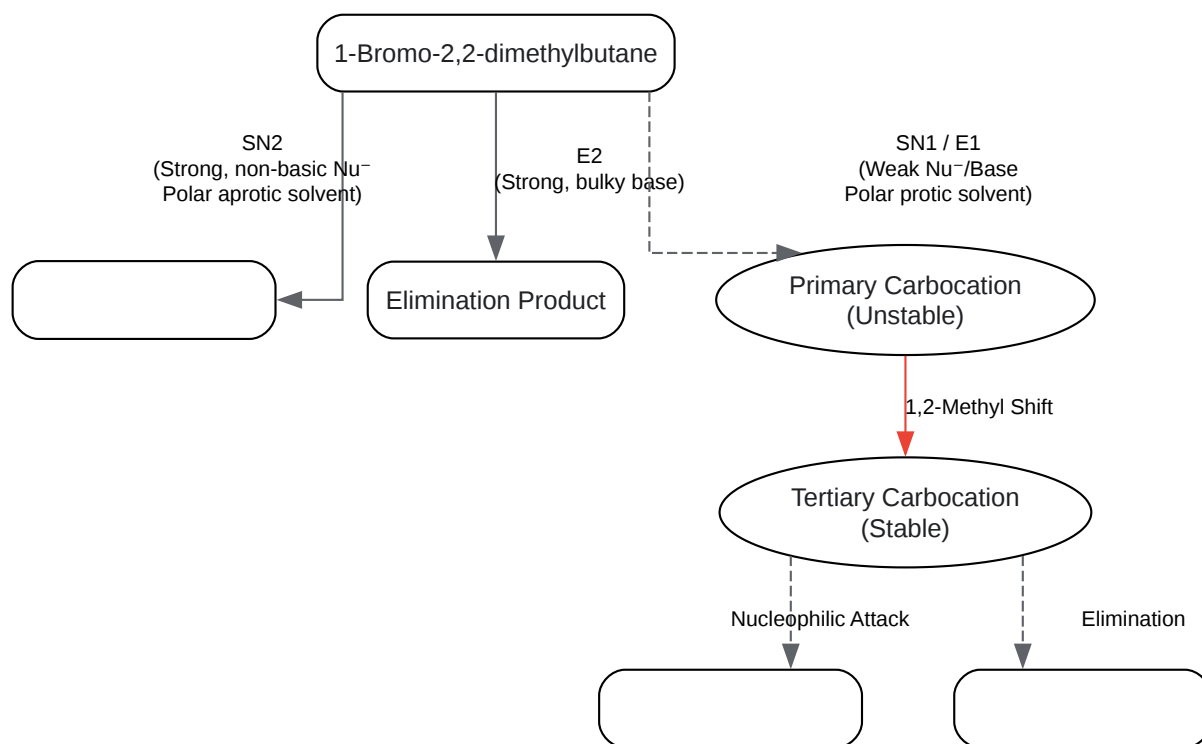 1-Bromo-2,2-dimethylbutane
SN2
(Strong, non-basic Nu⁻
Polar aprotic solvent)
E2
(Strong, bulky base)
SN1 / E1
(Weak Nu⁻/Base
Polar protic solvent)
Elimination Product
Primary Carbocation
(Unstable)
1,2-Methyl Shift
Tertiary Carbocation
(Stable)
Nucleophilic Attack
Elimination